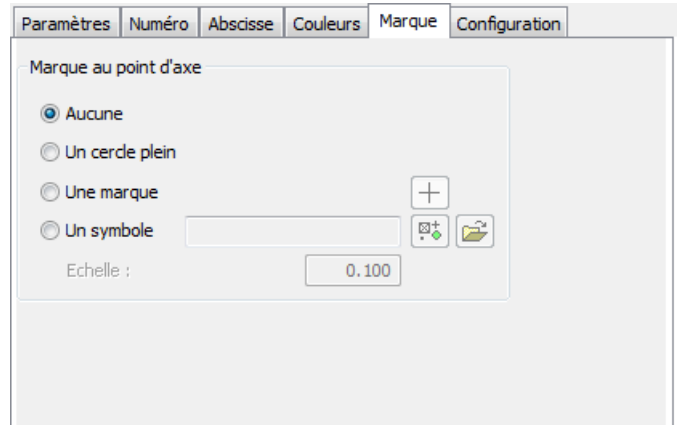 Paramètres Numéro Abscisse Couleurs Marque Configuration
Marque au point d'axe
Aucune
Un cercle plein
Une marque
Un symbole
Echelle : 0.100